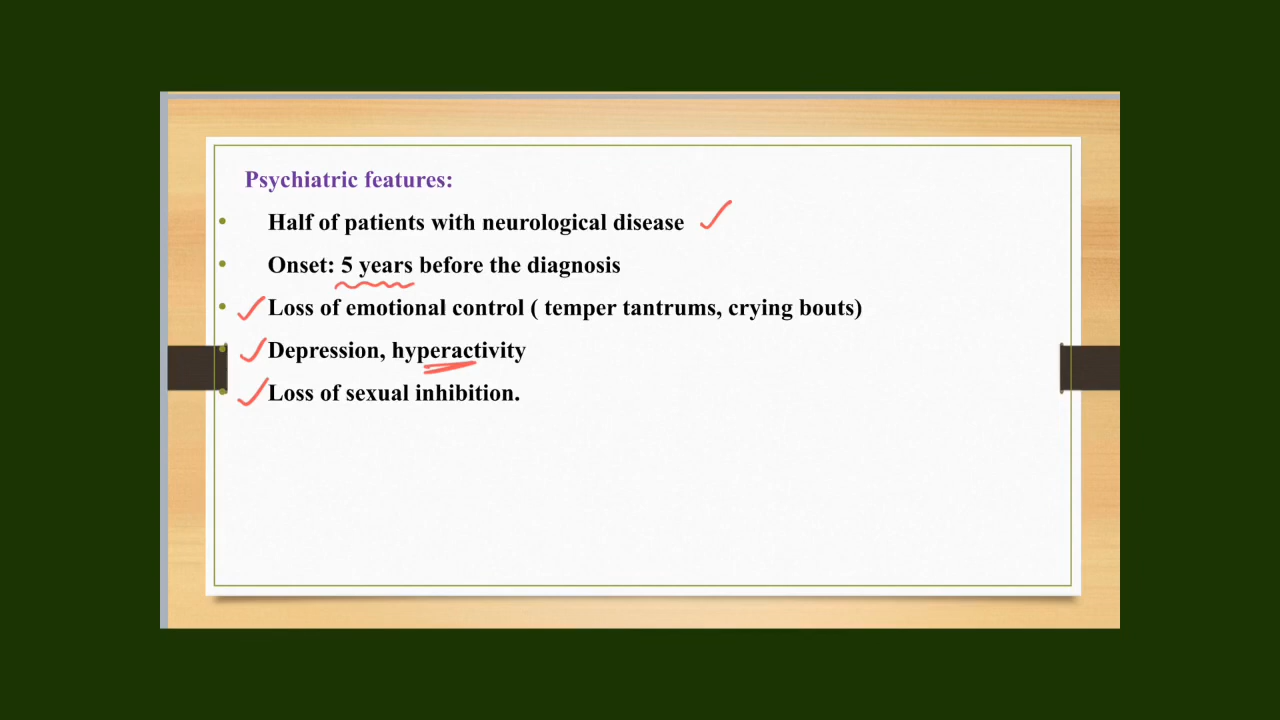 Psychiatric features:
Half of patients with neurological disease
Onset: 5 years before the diagnosis
Loss of emotional control ( temper tantrums, crying bouts)
Depression, hyperactivity
Loss of sexual inhibition.